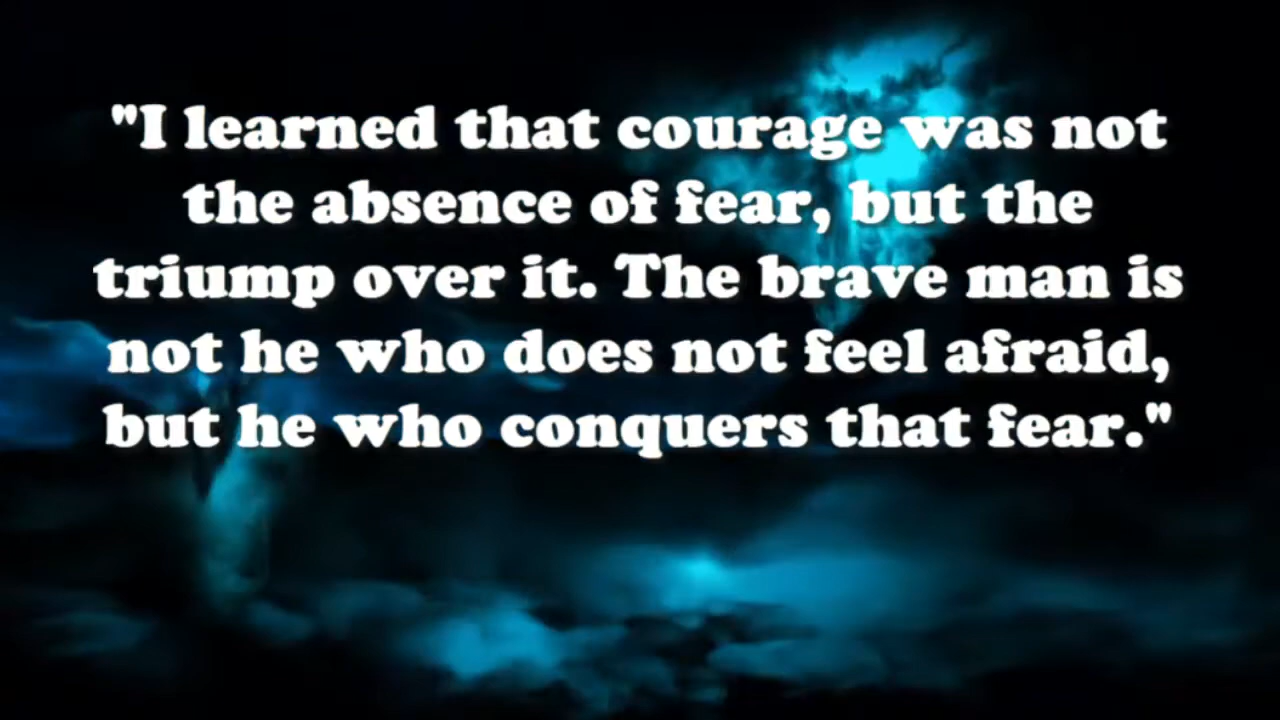 "I learned that courage was not
the absence of fear, but the
triump over it. The brave man is
not he who does not feel afraid,
but he who conquers that fear."